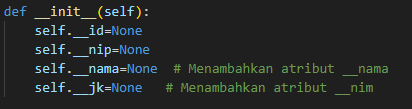 def __init__(self):
    self.__id=None
    self.__nip=None
    self.__nama=None  # Menambahkan atribut __nama
    self.__jk=None   # Menambahkan atribut __nim